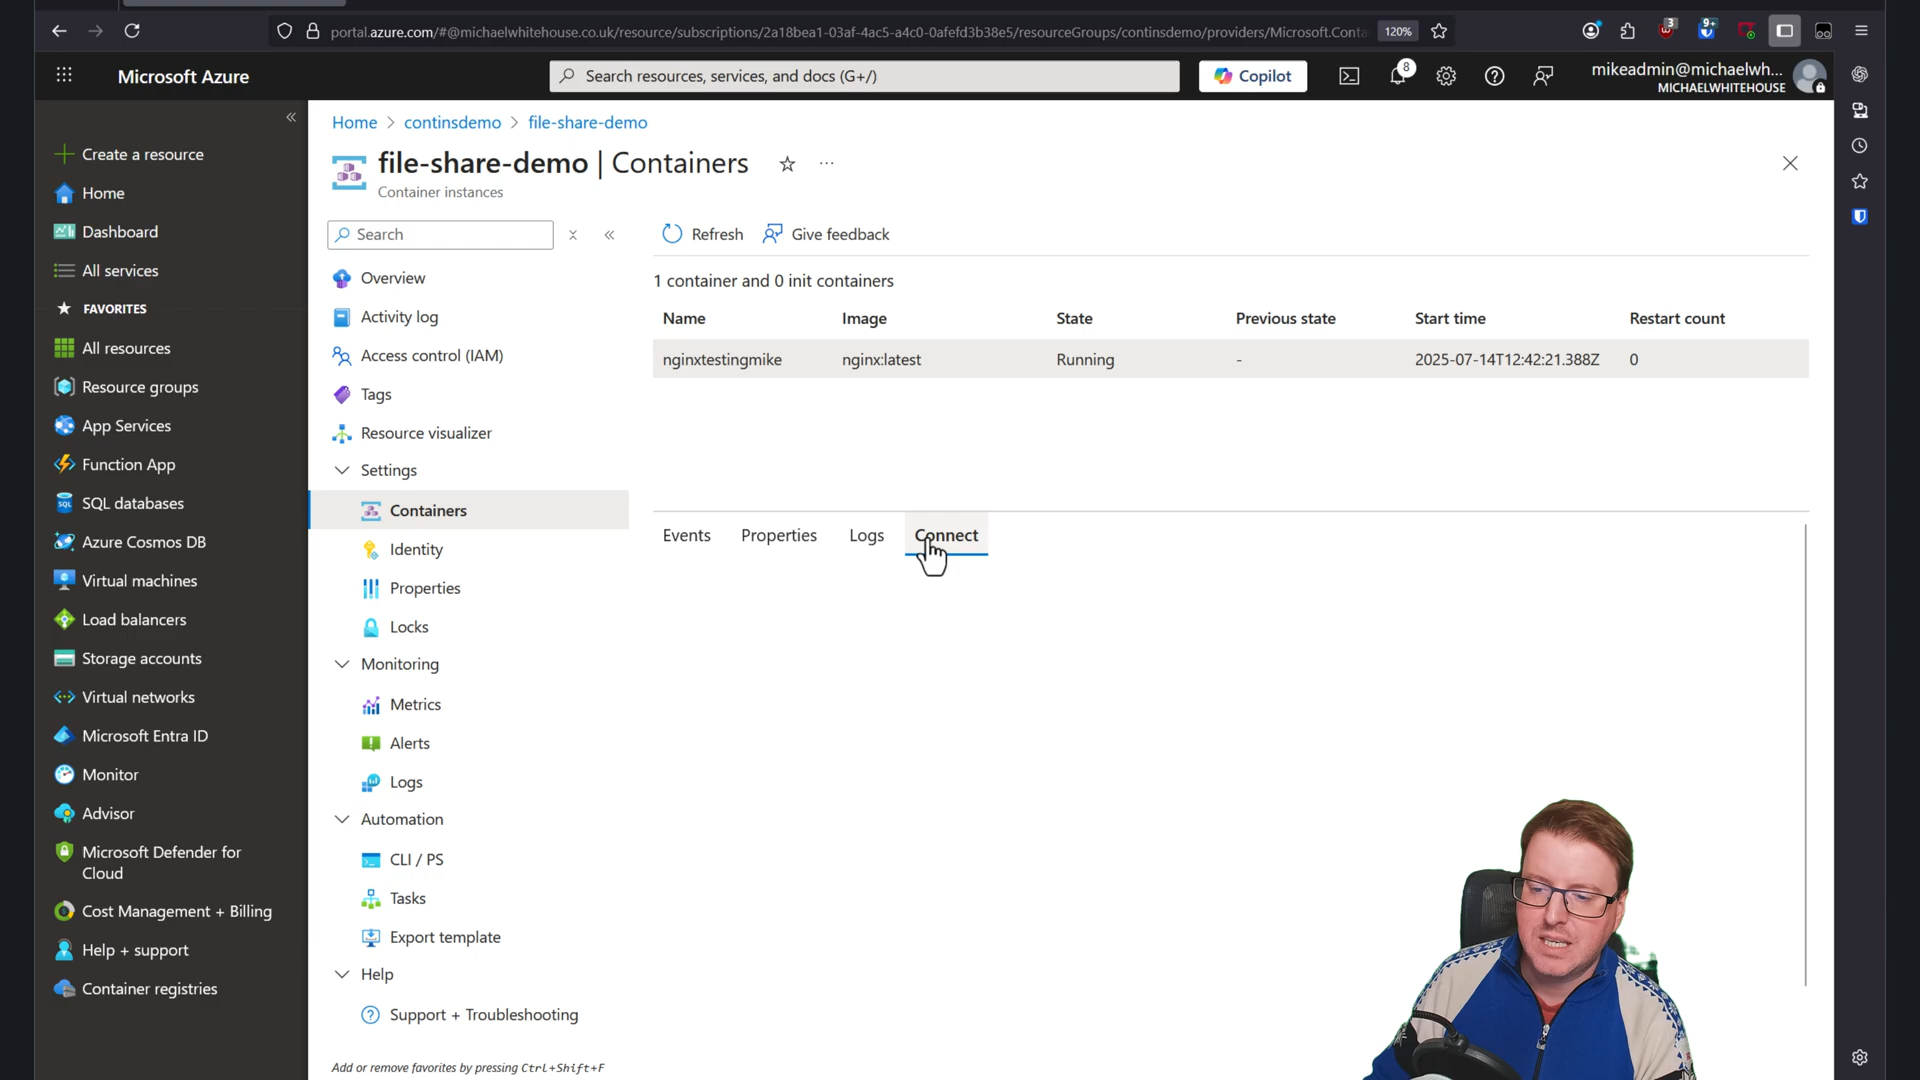 portal.azure.com/#@michaelwhitehouse.co.uk/resource/subscriptions/2a18bea1-03af-4ac5-a4c0-0afefd3b38e5/resourceGroups/continsdemo/providers/Microsoft.Conta
120%
3
9+
Microsoft Azure
Search resources, services, and docs (G+/)
Copilot
8
mikeadmin@michaelwh...
MICHAELWHITEHOUSE
Create a resource
Home
Dashboard
All services
FAVORITES
All resources
Resource groups
App Services
Function App
SQL databases
Azure Cosmos DB
Virtual machines
Load balancers
Storage accounts
Virtual networks
Microsoft Entra ID
Monitor
Advisor
Microsoft Defender for
Cloud
Cost Management + Billing
Help + support
Container registries
Home > continsdemo > file-share-demo
file-share-demo | Containers
Container instances
Search
Overview
Activity log
Access control (IAM)
Tags
Resource visualizer
Settings
Containers
Identity
Properties
Locks
Monitoring
Metrics
Alerts
Logs
Automation
CLI / PS
Tasks
Export template
Help
Support + Troubleshooting
Add or remove favorites by pressing Ctrl+Shift+F
Refresh
Give feedback
1 container and 0 init containers
Name Image State Previous state Start time Restart count
nginxtestingmike nginx:latest Running - 2025-07-14T12:42:21.388Z 0
Events Properties Logs Connect